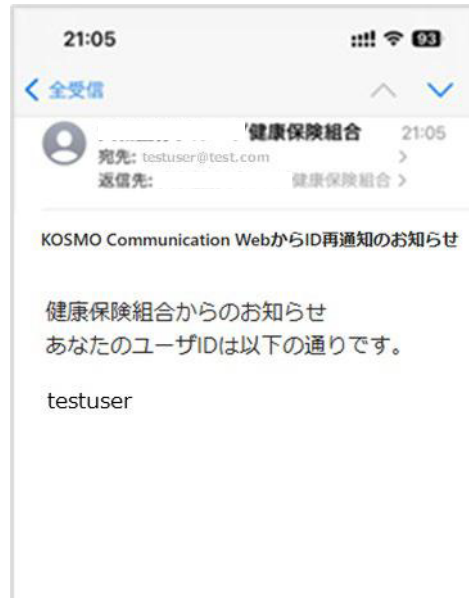 21:05
93
全受信
健康保険組合 21:05
宛先: testuser@test.com
返信先: 健康保険組合
KOSMO Communication WebからID再通知のお知らせ
健康保険組合からのお知らせ
あなたのユーザIDは以下の通りです。
testuser